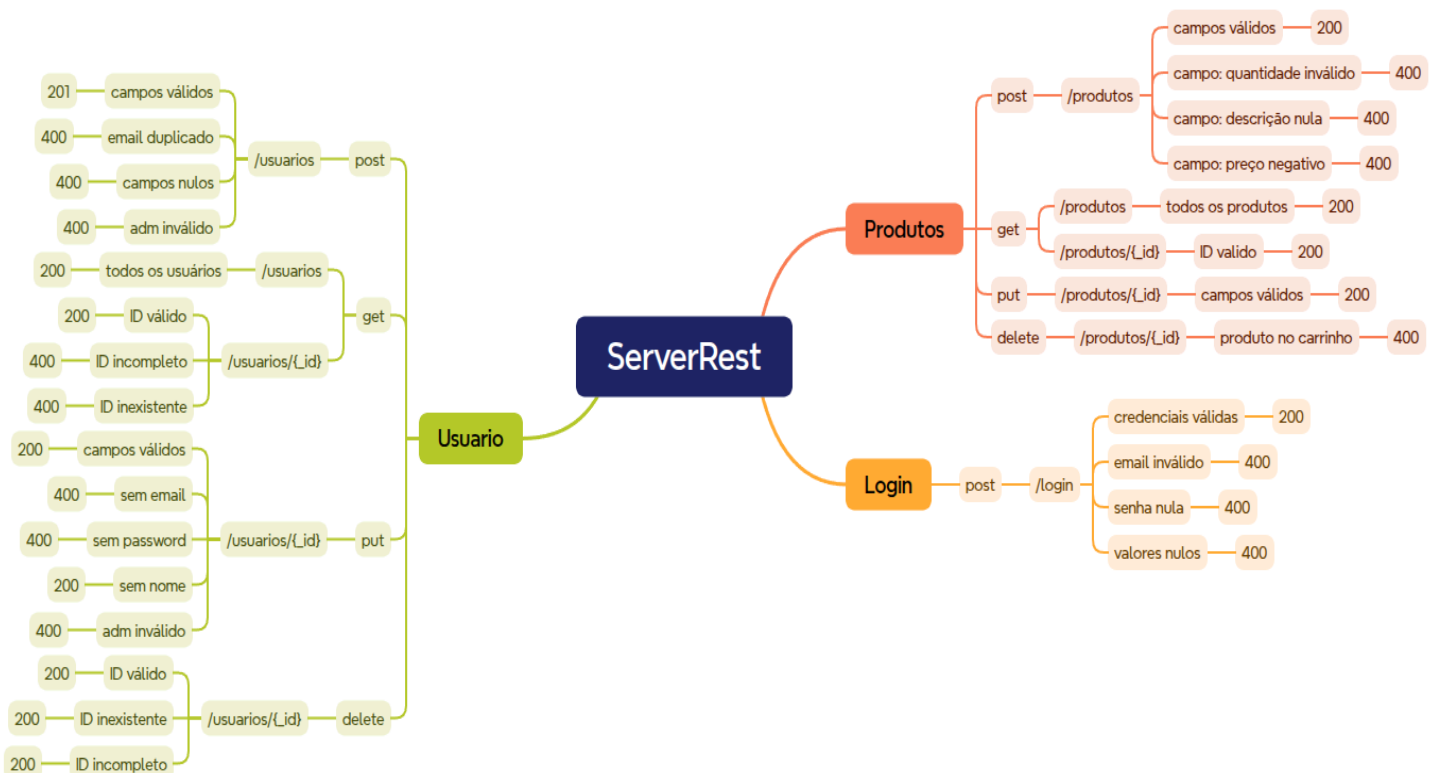 ServerRest
Usuario
post
/usuarios
campos válidos
201
email duplicado
400
campos nulos
400
adm inválido
400
get
/usuarios
todos os usuários
200
/usuarios/{_id}
ID válido
200
ID incompleto
400
ID inexistente
400
put
/usuarios/{_id}
campos válidos
200
sem email
400
sem password
400
sem nome
200
adm inválido
400
delete
/usuarios/{_id}
ID válido
200
ID inexistente
200
ID incompleto
200
Produtos
post
/produtos
campos válidos
200
campo: quantidade inválido
400
campo: descrição nula
400
campo: preço negativo
400
get
/produtos
todos os produtos
200
/produtos/{_id}
ID valido
200
put
/produtos/{_id}
campos válidos
200
delete
/produtos/{_id}
produto no carrinho
400
Login
post
/login
credenciais válidas
200
email inválido
400
senha nula
400
valores nulos
400